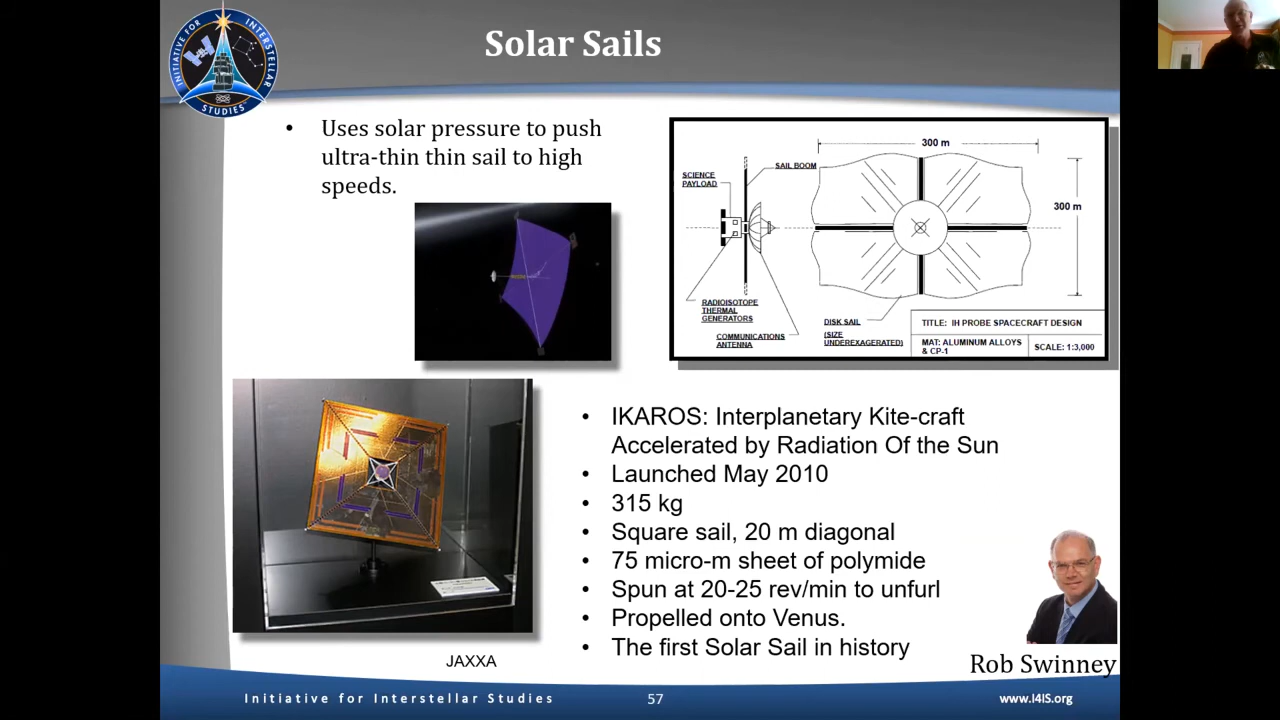 Solar Sails
INITIATIVE FOR INTERSTELLAR
STUDIES
• Uses solar pressure to push
ultra-thin thin sail to high
speeds.
300 m
SAIL BOOM
SCIENCE
PAYLOAD
300 m
RADIOISOTOPE
THERMAL
GENERATORS
COMMUNICATIONS
ANTENNA
DISK SAIL
(SIZE
UNDEREXAGERATED)
TITLE: IH PROBE SPACECRAFT DESIGN
MAT: ALUMINUM ALLOYS
& CP-1
SCALE: 1:3,000
• IKAROS: Interplanetary Kite-craft
Accelerated by Radiation Of the Sun
• Launched May 2010
• 315 kg
• Square sail, 20 m diagonal
• 75 micro-m sheet of polymide
• Spun at 20-25 rev/min to unfurl
• Propelled onto Venus.
• The first Solar Sail in history
JAXXA
Rob Swinney
Initiative for Interstellar Studies
57
www.I4IS.org